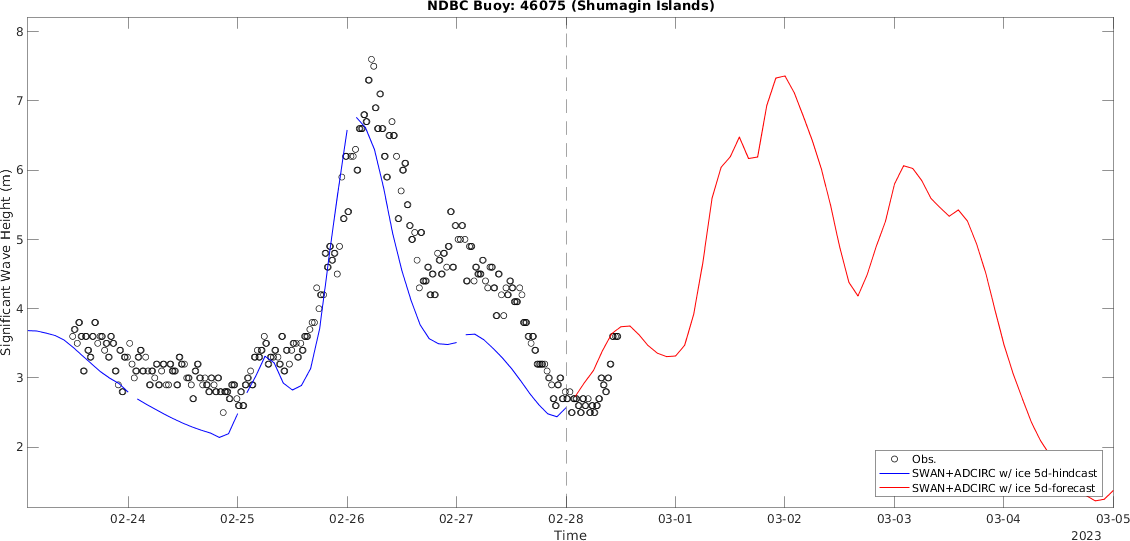 NDBC Buoy: 46075 (Shumagin Islands)
Significant Wave Height (m)
8
7
6
5
4
3
2
Obs.
SWAN+ADCIRC w/ ice 5d-hindcast
SWAN+ADCIRC w/ ice 5d-forecast
02-24 02-25 02-26 02-27 02-28 03-01 03-02 03-03 03-04 03-05
Time
2023